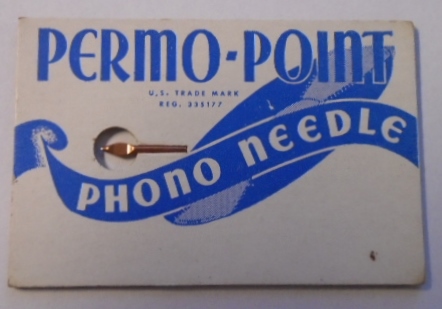 PERMO-POINT
U.S. TRADE MARK
REG. 335177
PHONO NEEDLE